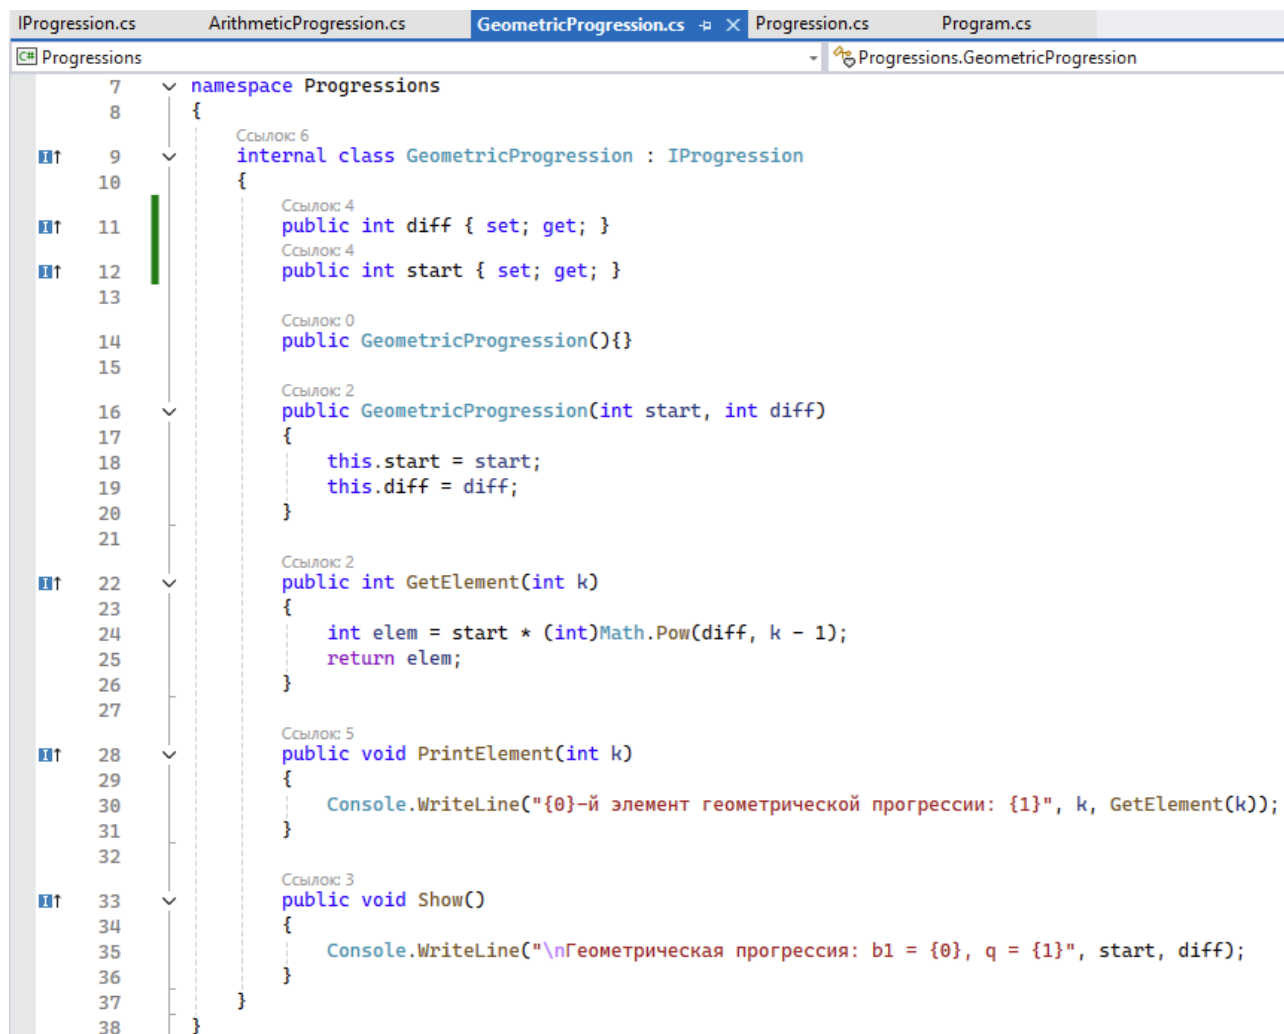 IProgression.cs ArithmeticProgression.cs GeometricProgression.cs Progression.cs Program.cs
C# Progressions Progressions.GeometricProgression
7 namespace Progressions
8 {
Ссылок: 6
9 internal class GeometricProgression : IProgression
10 {
Ссылок: 4
11 public int diff { set; get; }
Ссылок: 4
12 public int start { set; get; }
13
Ссылок: 0
14 public GeometricProgression(){}
15
Ссылок: 2
16 public GeometricProgression(int start, int diff)
17 {
18 this.start = start;
19 this.diff = diff;
20 }
21
Ссылок: 2
22 public int GetElement(int k)
23 {
24 int elem = start * (int)Math.Pow(diff, k - 1);
25 return elem;
26 }
27
Ссылок: 5
28 public void PrintElement(int k)
29 {
30 Console.WriteLine("{0}-й элемент геометрической прогрессии: {1}", k, GetElement(k));
31 }
32
Ссылок: 3
33 public void Show()
34 {
35 Console.WriteLine("\nГеометрическая прогрессия: b1 = {0}, q = {1}", start, diff);
36 }
37 }
38 }